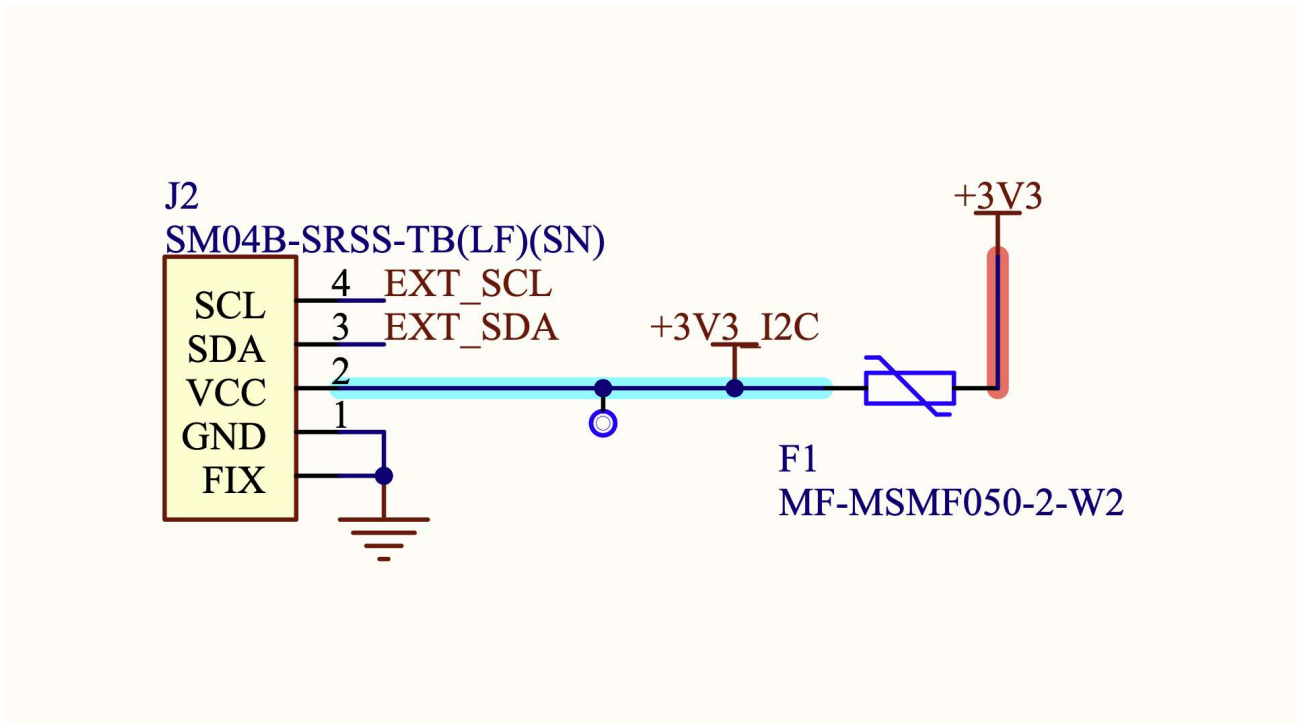 J2
SM04B-SRSS-TB(LF)(SN)
SCL
4
EXT_SCL
SDA
3
EXT_SDA
VCC
2
GND
1
FIX
+3V3_I2C
+3V3
F1
MF-MSMF050-2-W2